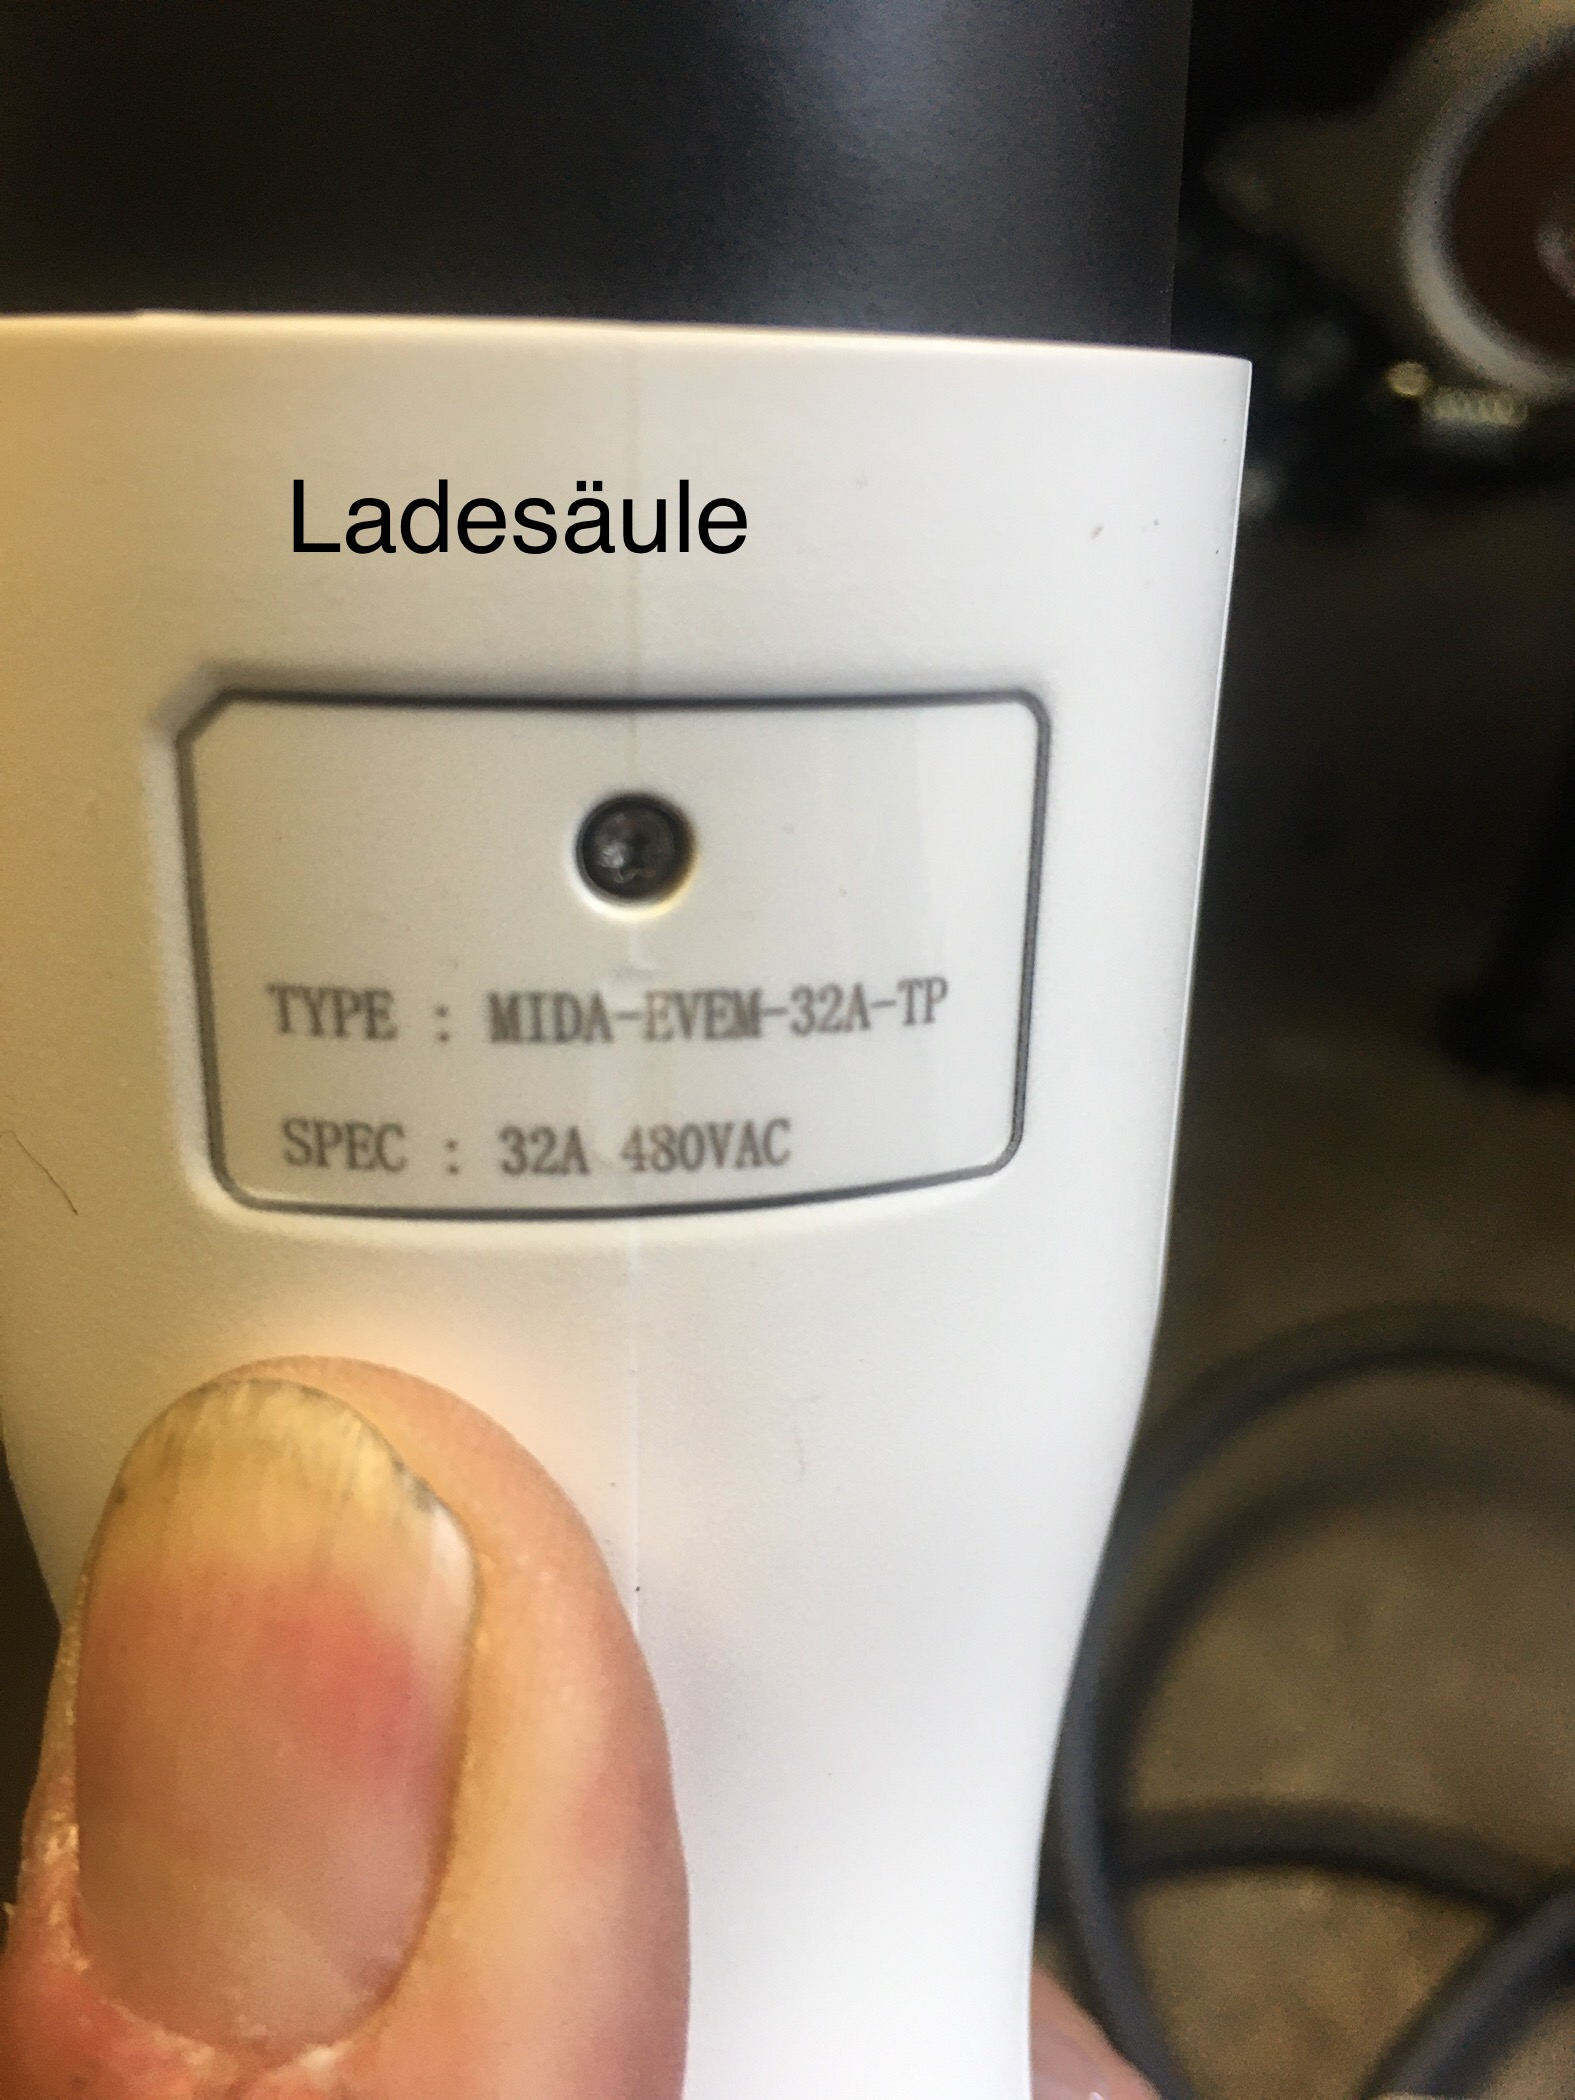 Ladesäule
TYPE : MIDA-EVEM-32A-TP
SPEC : 32A 480VAC